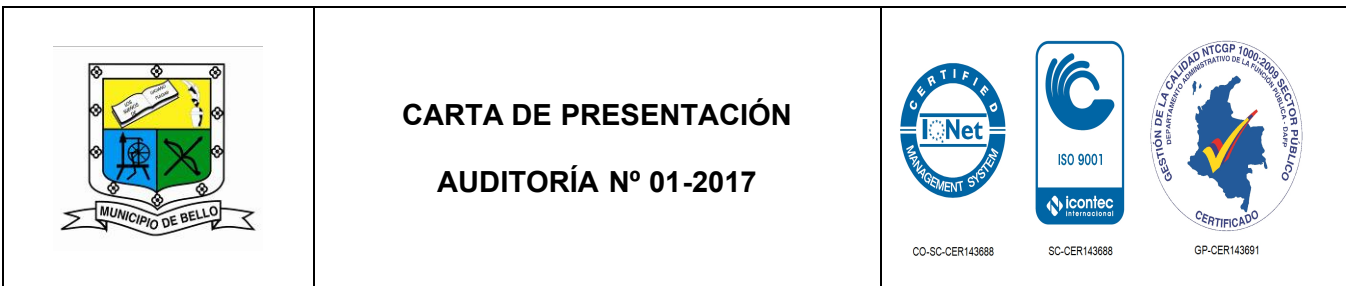 MUNICIPIO DE BELLO
CARTA DE PRESENTACIÓN
AUDITORÍA Nº 01-2017
CERTIFIED
IQNet
MANAGEMENT SYSTEM
CO-SC-CER143688
ISO 9001
icontec
internacional
SC-CER143688
GESTIÓN DE LA CALIDAD NTCGP 1000:2009 SECTOR PÚBLICO
DEPARTAMENTO ADMINISTRATIVO DE LA FUNCIÓN PÚBLICA - DAFP
CERTIFICADO
GP-CER143691